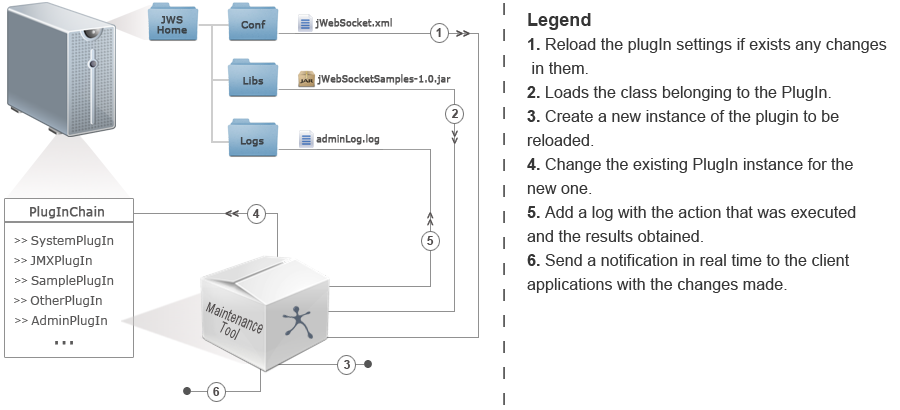 JWS
Home
Conf
jWebSocket.xml
1
Libs
JAR
jWebSocketSamples-1.0.jar
2
Logs
adminLog.log
PlugInChain
4
>> SystemPlugIn
>> JMXPlugIn
>> SamplePlugIn
>> OtherPlugIn
>> AdminPlugIn
...
5
Maintenance
Tool
3
6
Legend
1. Reload the plugIn settings if exists any changes
in them.
2. Loads the class belonging to the PlugIn.
3. Create a new instance of the plugin to be
reloaded.
4. Change the existing PlugIn instance for the
new one.
5. Add a log with the action that was executed
and the results obtained.
6. Send a notification in real time to the client
applications with the changes made.